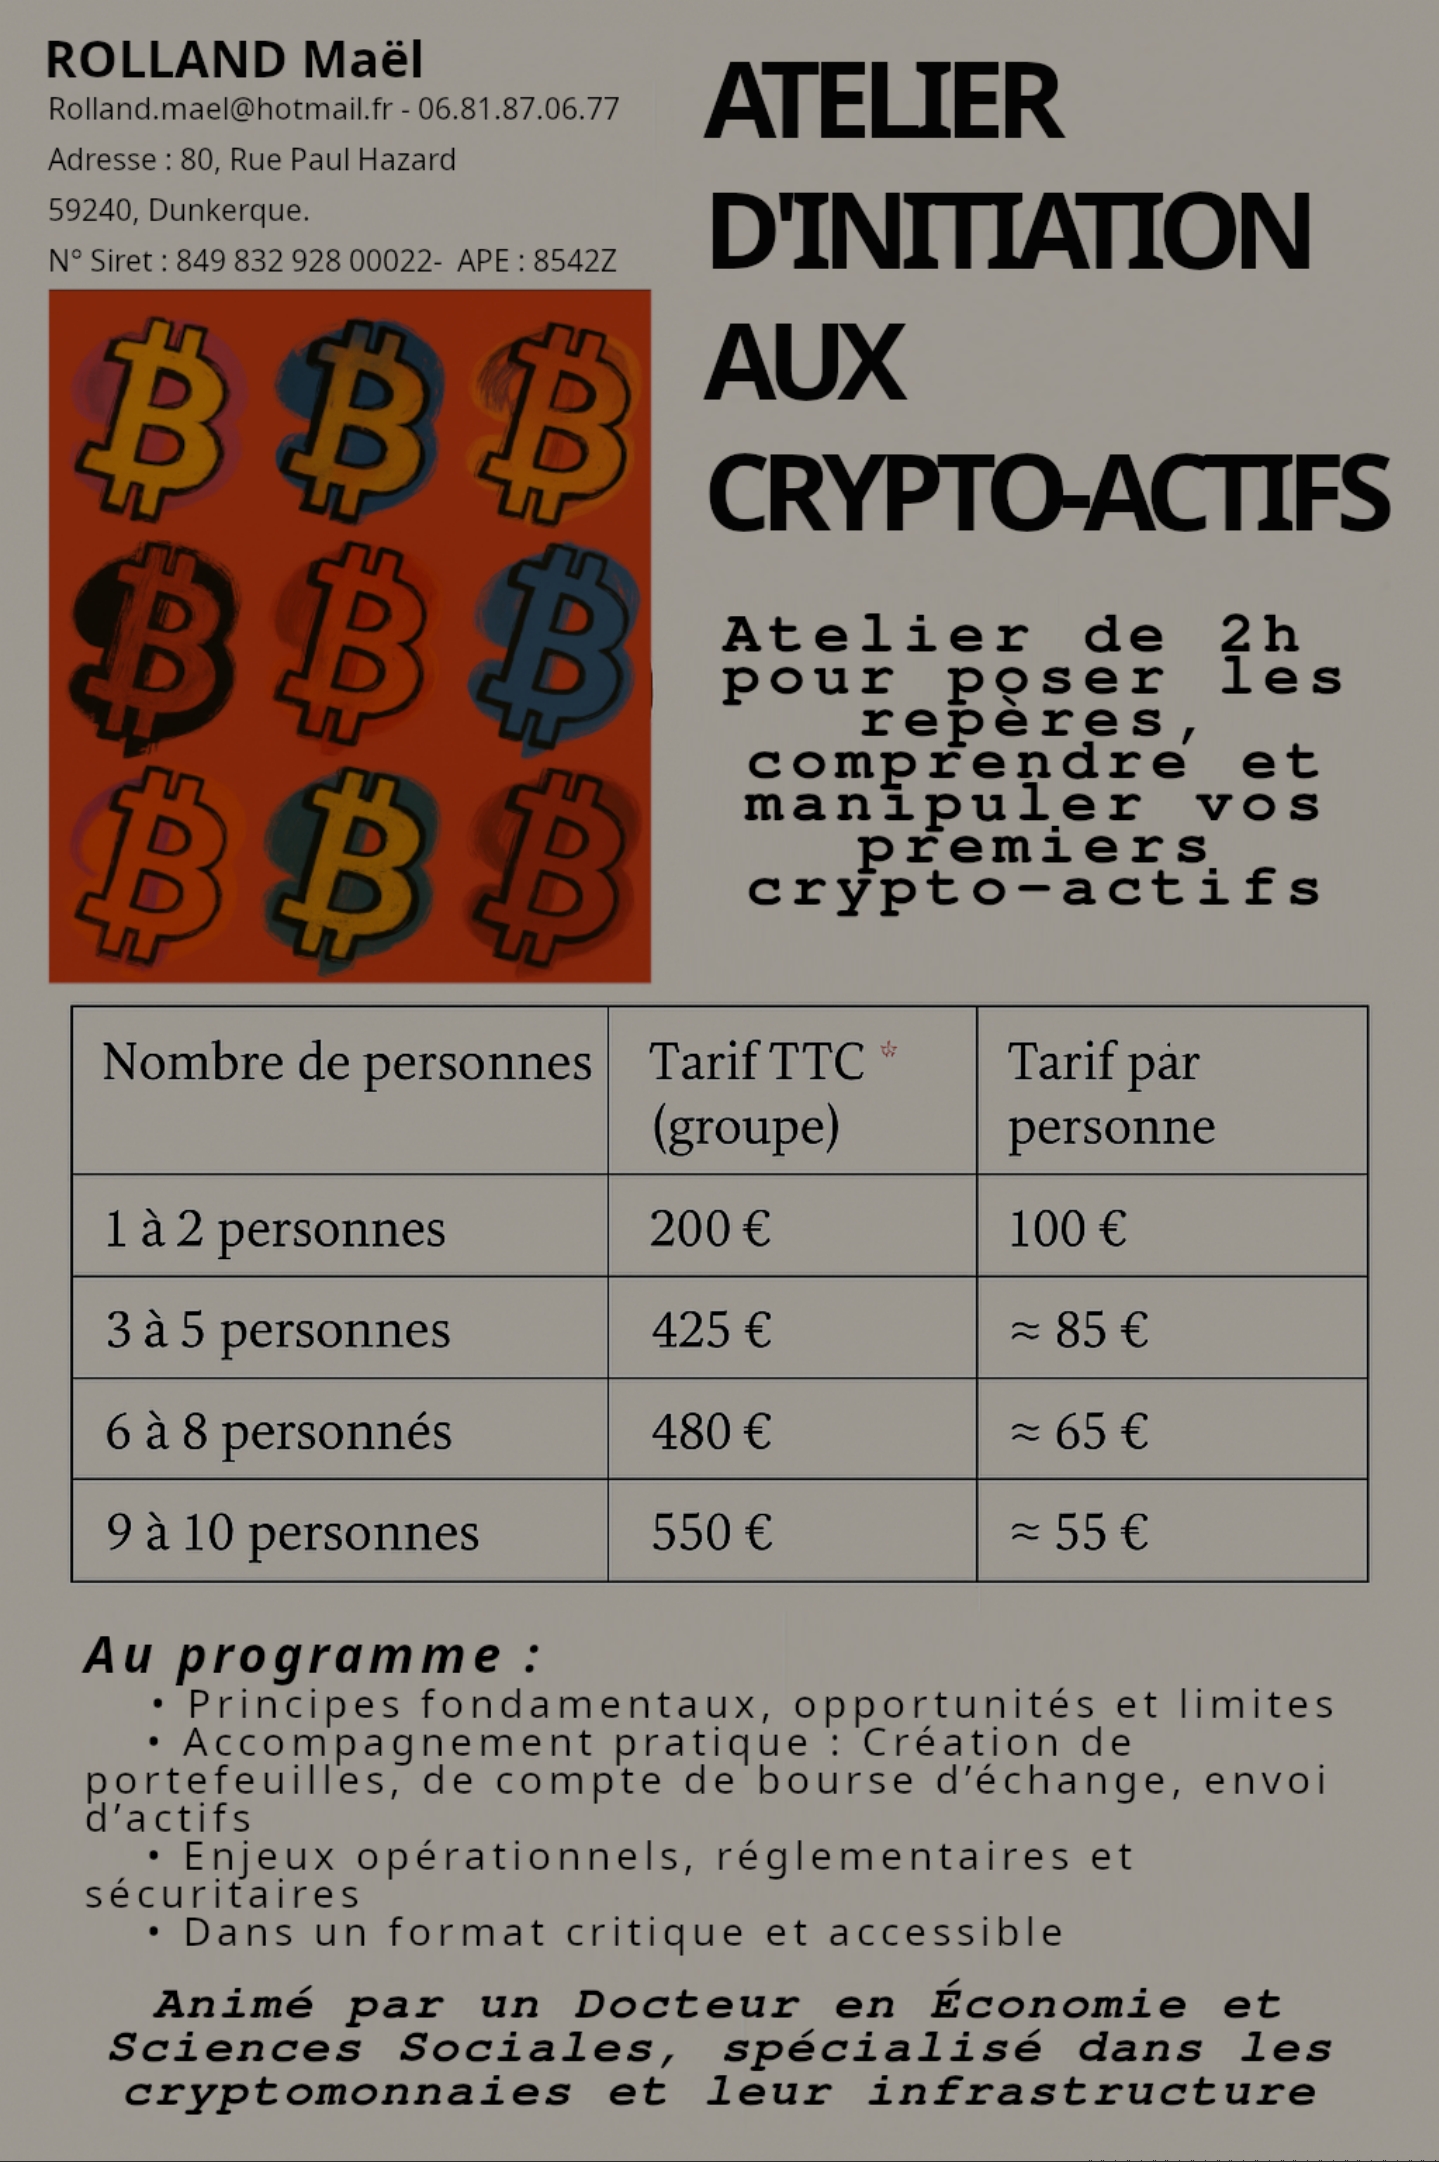 ROLLAND Maël
Rolland.mael@hotmail.fr - 06.81.87.06.77
Adresse : 80, Rue Paul Hazard
59240, Dunkerque.
N° Siret : 849 832 928 00022-  APE : 8542Z
ATELIER
D'INITIATION
AUX
CRYPTO-ACTIFS
Atelier de 2h
pour poser les
repères,
comprendre et
manipuler vos
premiers
crypto-actifs
Nombre de personnes
Tarif TTC *
(groupe)
Tarif par
personne
1 à 2 personnes 200 € 100 €
3 à 5 personnes 425 € ≈ 85 €
6 à 8 personnés 480 € ≈ 65 €
9 à 10 personnes 550 € ≈ 55 €
Au programme :
• Principes fondamentaux, opportunités et limites
• Accompagnement pratique : Création de
portefeuilles, de compte de bourse d’échange, envoi
d’actifs
• Enjeux opérationnels, réglementaires et
sécuritaires
• Dans un format critique et accessible
Animé par un Docteur en Économie et
Sciences Sociales, spécialisé dans les
cryptomonnaies et leur infrastructure